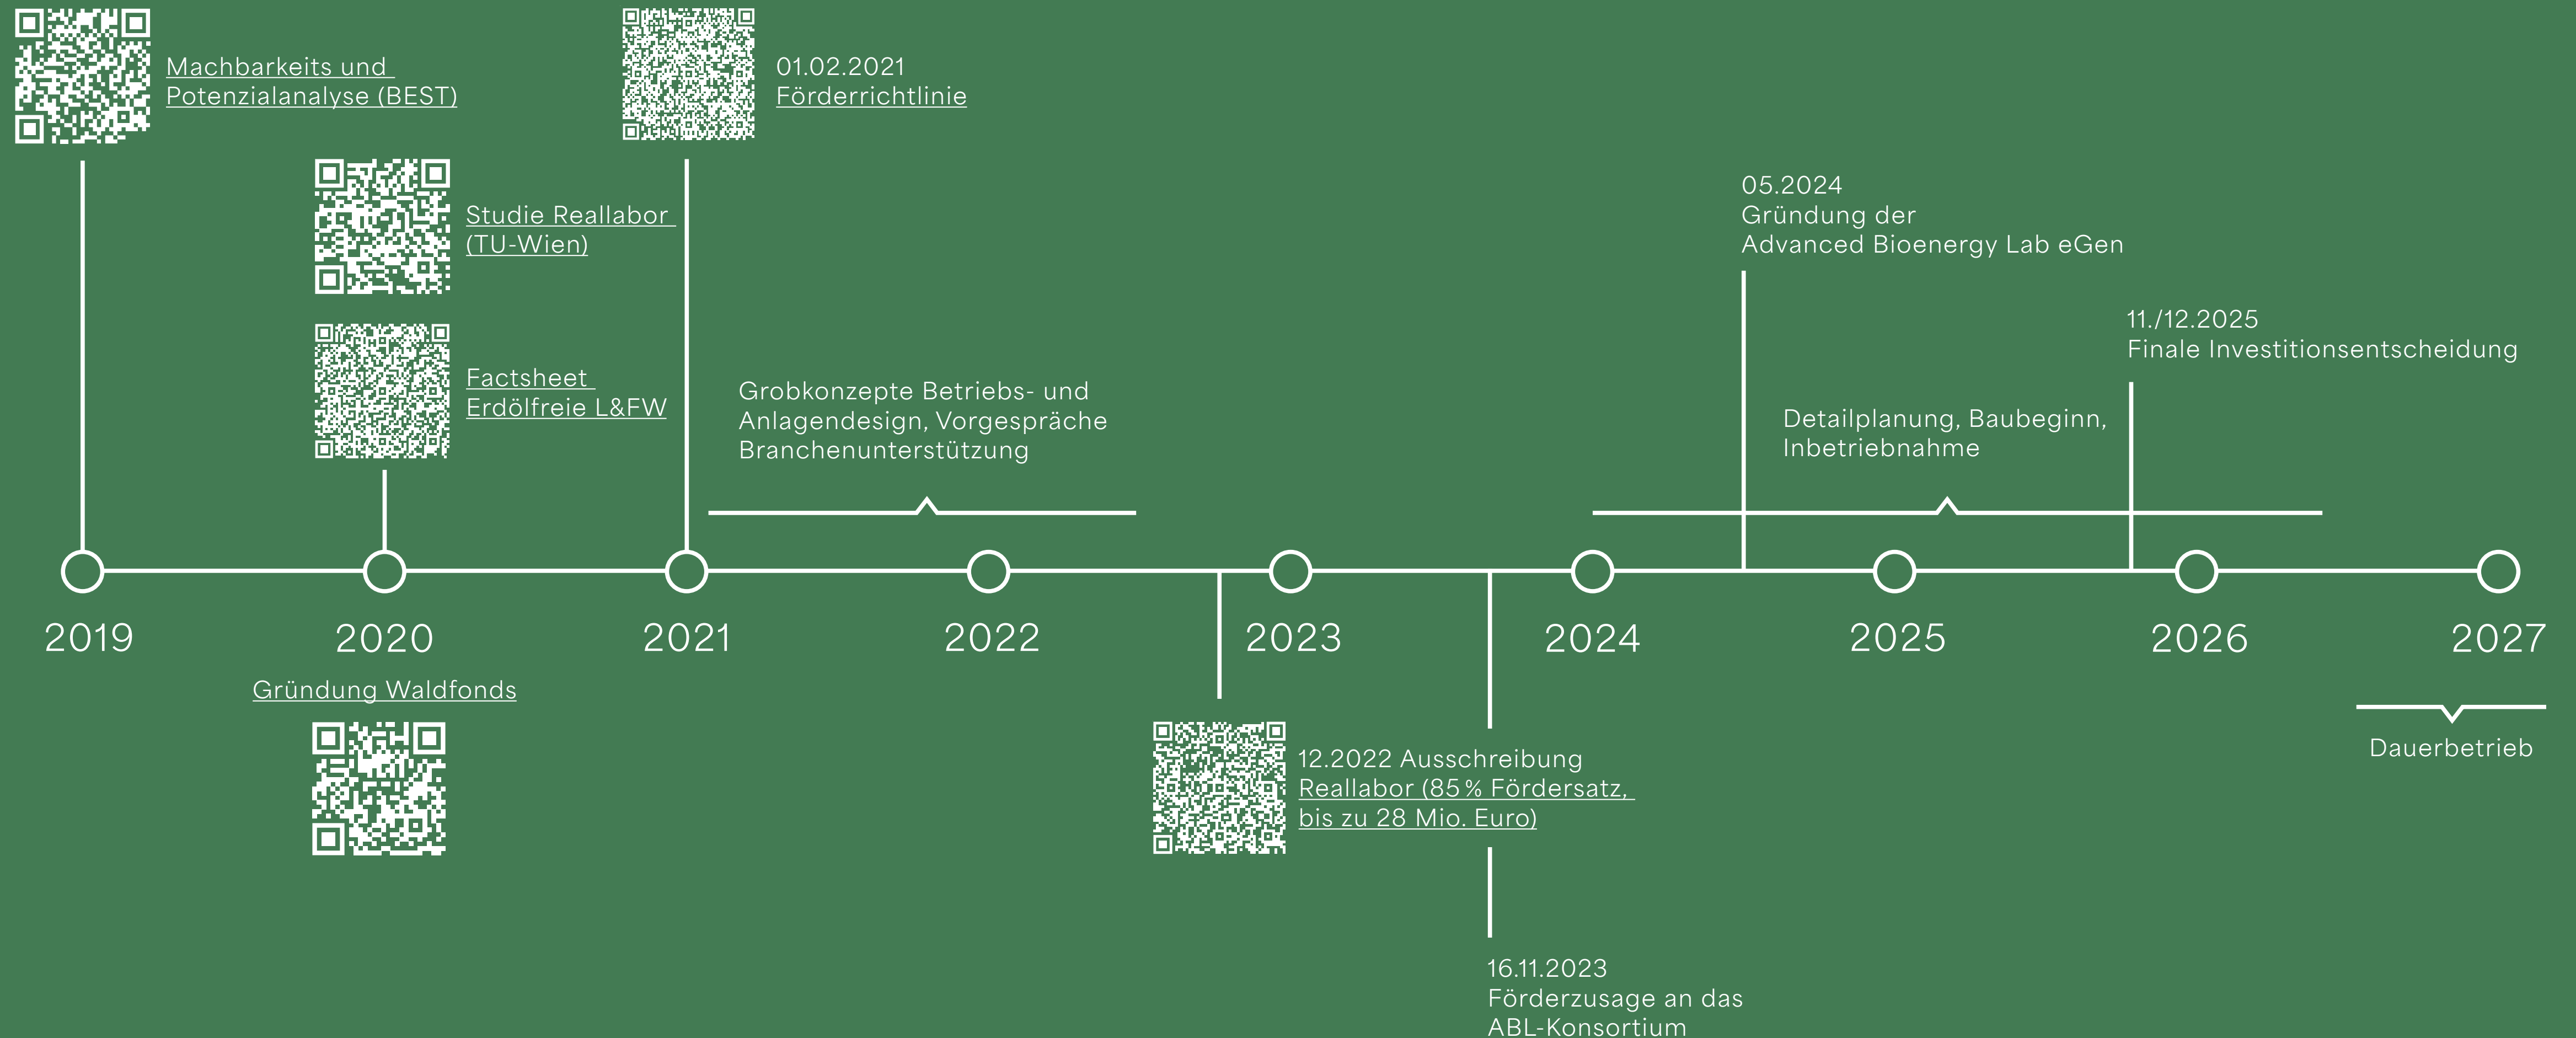 Machbarkeits und
Potenzialanalyse (BEST)
Studie Reallabor
(TU-Wien)
Factsheet
Erdölfreie L&FW
01.02.2021
Förderrichtlinie
Grobkonzepte Betriebs- und
Anlagendesign, Vorgespräche
Branchenunterstützung
05.2024
Gründung der
Advanced Bioenergy Lab eGen
11./12.2025
Finale Investitionsentscheidung
Detailplanung, Baubeginn,
Inbetriebnahme
2019
2020
2021
2022
2023
2024
2025
2026
2027
Gründung Waldfonds
12.2022 Ausschreibung
Reallabor (85 % Fördersatz,
bis zu 28 Mio. Euro)
16.11.2023
Förderzusage an das
ABL-Konsortium
Dauerbetrieb